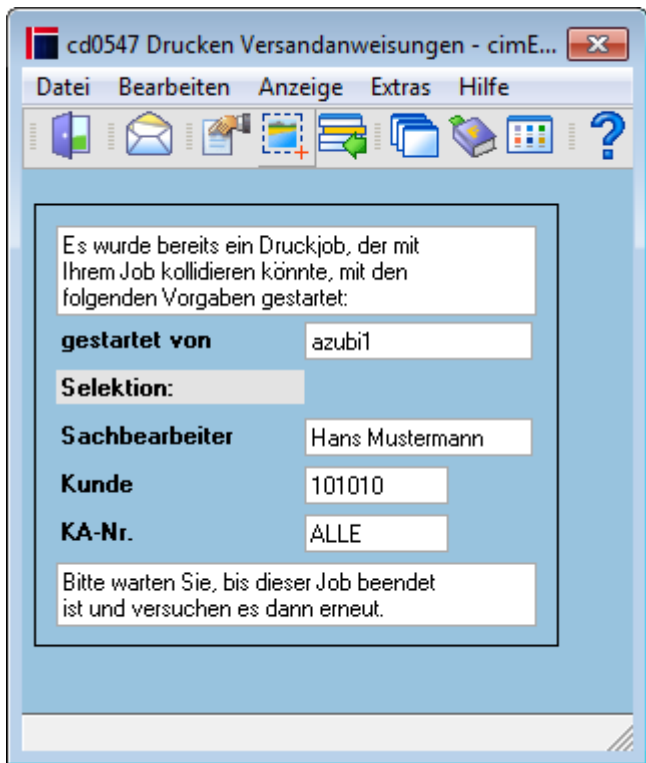 cd0547 Drucken Versandanweisungen - cimE...
Datei Bearbeiten Anzeige Extras Hilfe
Es wurde bereits ein Druckjob, der mit
Ihrem Job kollidieren könnte, mit den
folgenden Vorgaben gestartet:
gestartet von azubi1
Selektion:
Sachbearbeiter Hans Mustermann
Kunde 101010
KA-Nr. ALLE
Bitte warten Sie, bis dieser Job beendet
ist und versuchen es dann erneut.